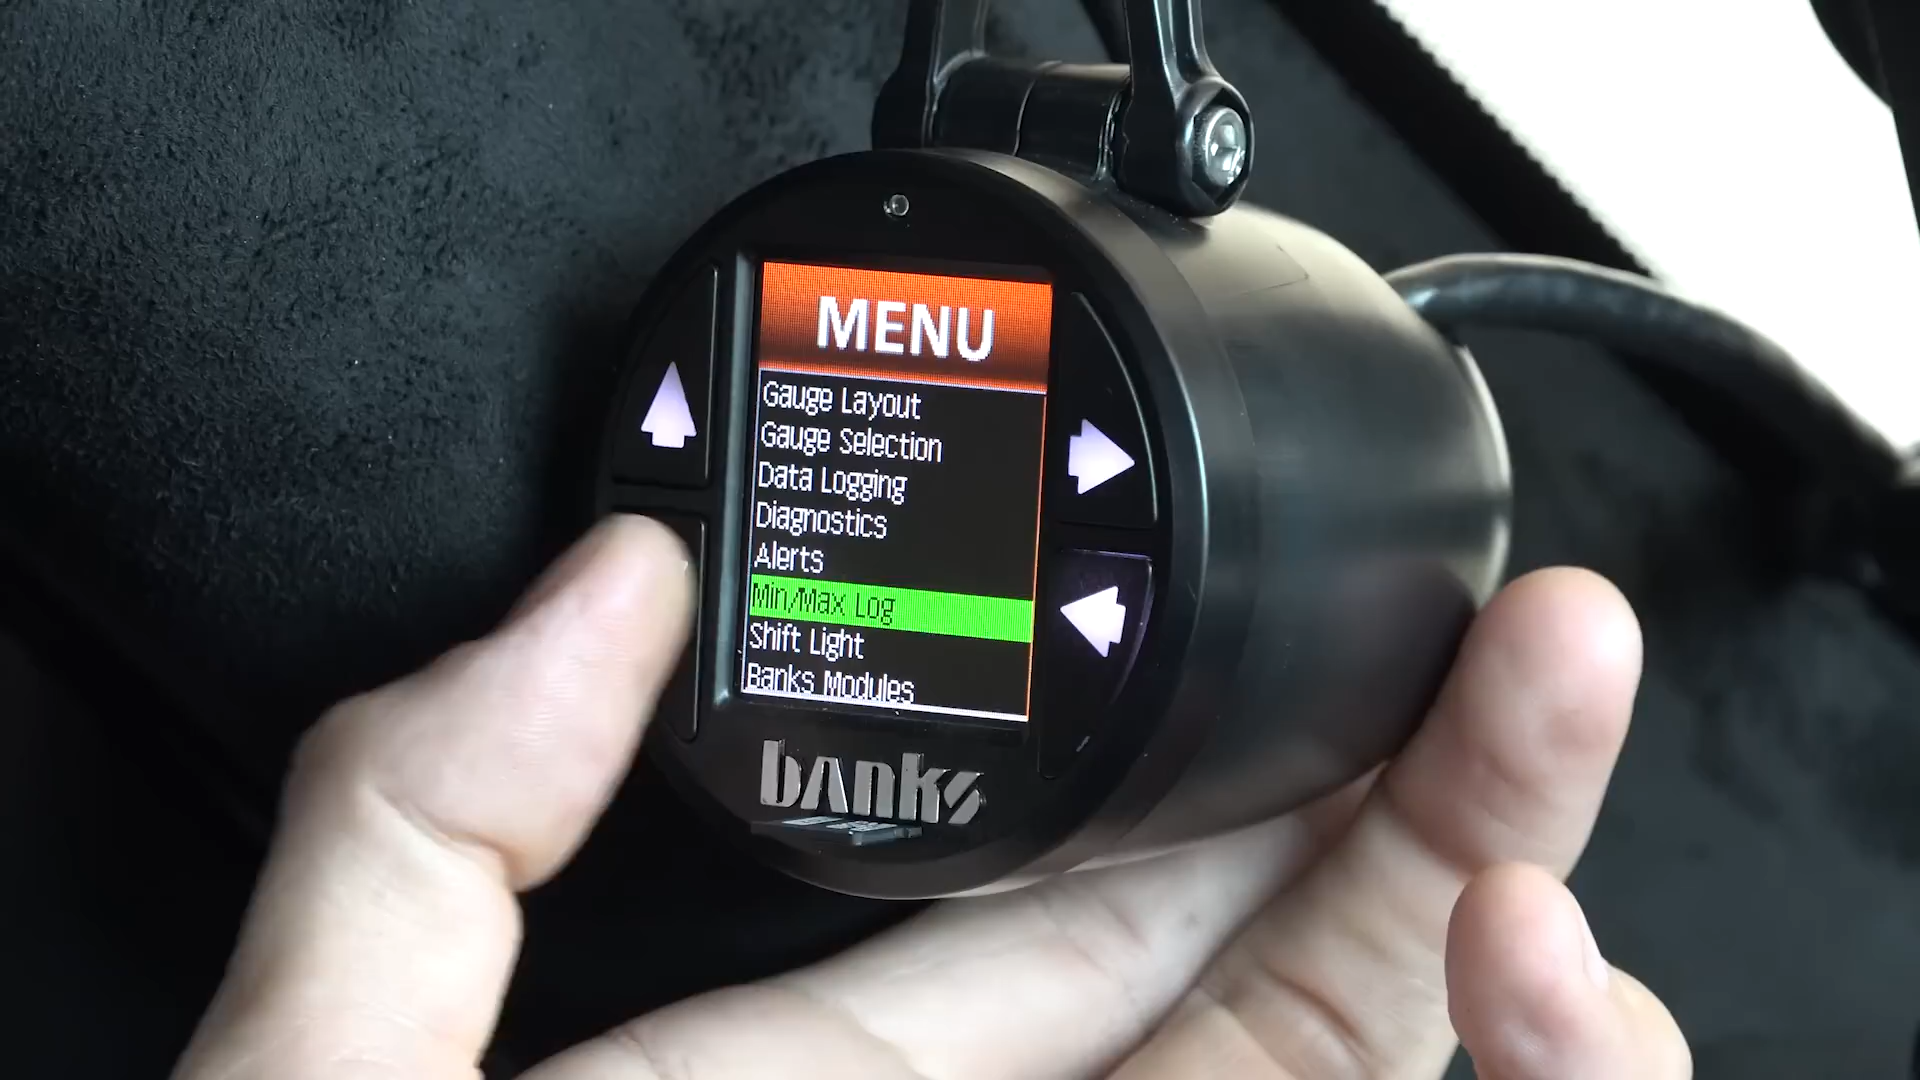 MENU
Gauge Layout
Gauge Selection
Data Logging
Diagnostics
Alerts
Min/Max Log
Shift Light
Banks Modules
banks